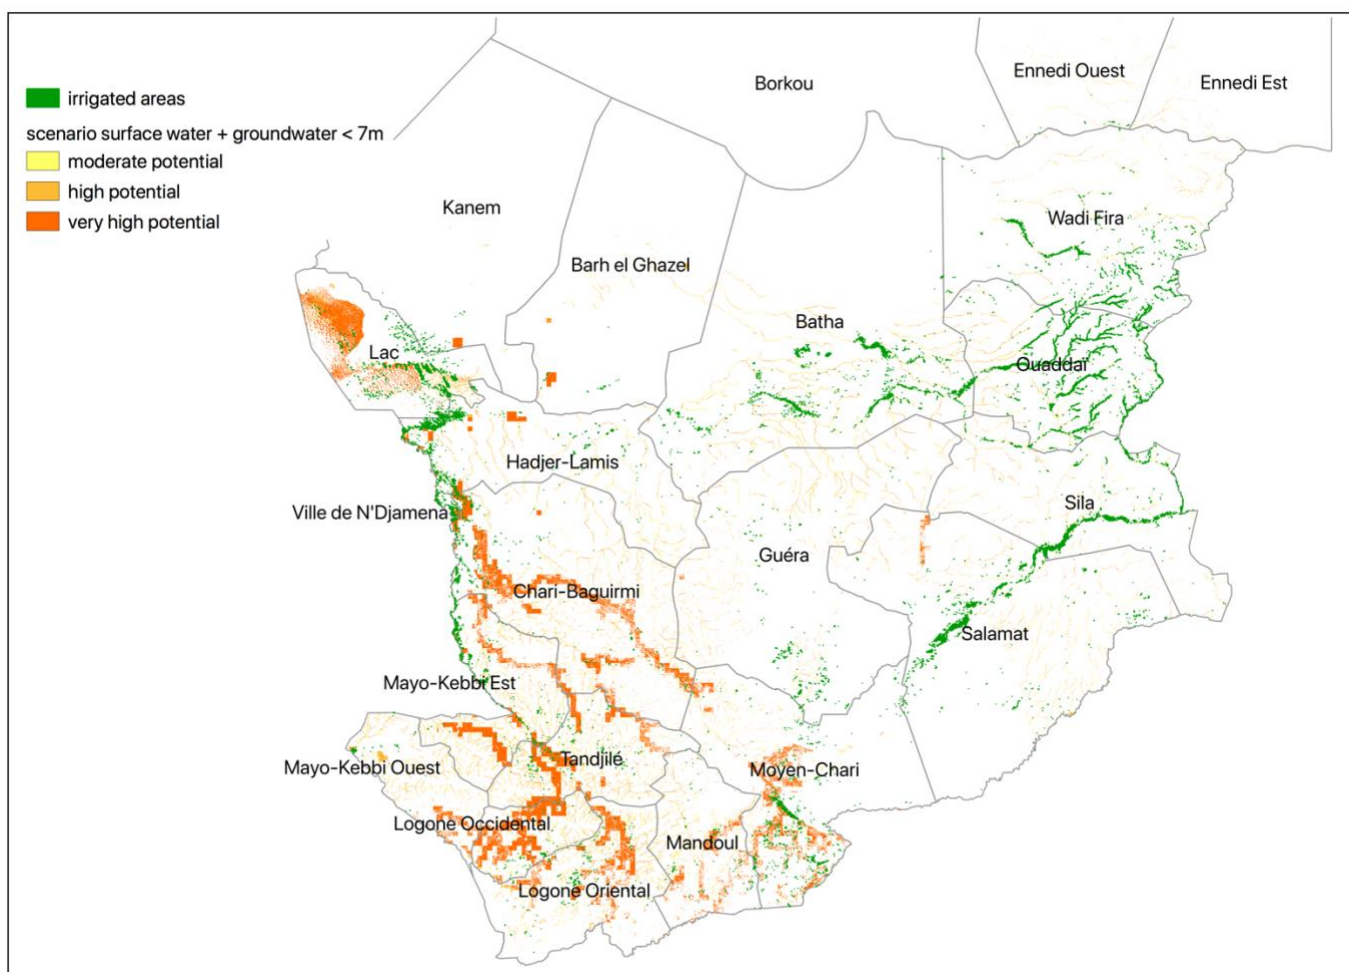 irrigated areas
scenario surface water + groundwater < 7m
moderate potential
high potential
very high potential
Borkou
Ennedi Ouest
Ennedi Est
Kanem
Wadi Fira
Barh el Ghazel
Batha
Lac
Ouaddaï
Hadjer-Lamis
Ville de N'Djamena
Sila
Guéra
Chari-Baguirmi
Salamat
Mayo-Kebbi Est
Tandjilé
Mayo-Kebbi Ouest
Moyen-Chari
Logone Occidental
Mandoul
Logone Oriental